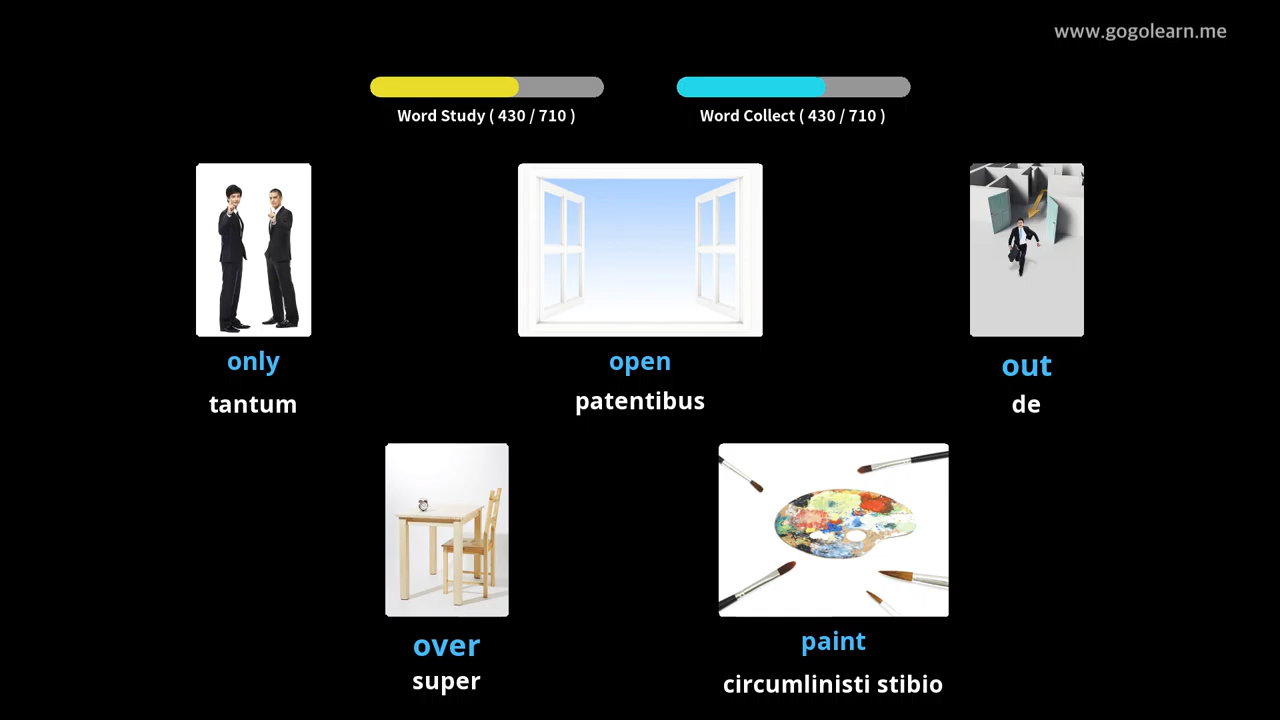 www.gogolearn.me
Word Study ( 430 / 710 )
Word Collect ( 430 / 710 )
only
tantum
open
patentibus
out
de
over
super
paint
circumlinisti stibio